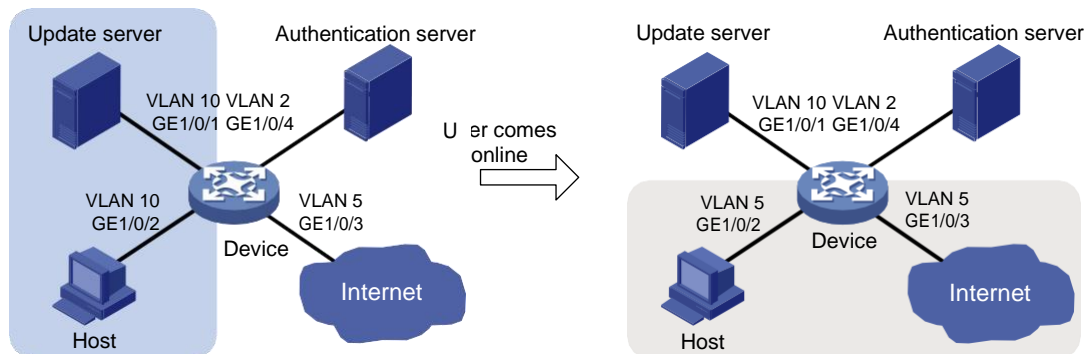 Update server
Authentication server
VLAN 10 VLAN 2
GE1/0/1 GE1/0/4
VLAN 10
GE1/0/2
VLAN 5
GE1/0/3
Device
Internet
Host
U er comes
online
Update server
Authentication server
VLAN 10 VLAN 2
GE1/0/1 GE1/0/4
VLAN 5
GE1/0/2
VLAN 5
GE1/0/3
Device
Internet
Host